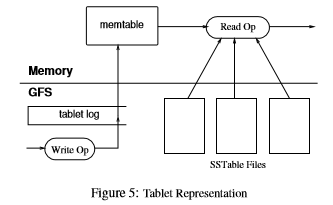 memtable
Read Op
Memory
GFS
tablet log
Write Op
SSTable Files
Figure 5: Tablet Representation